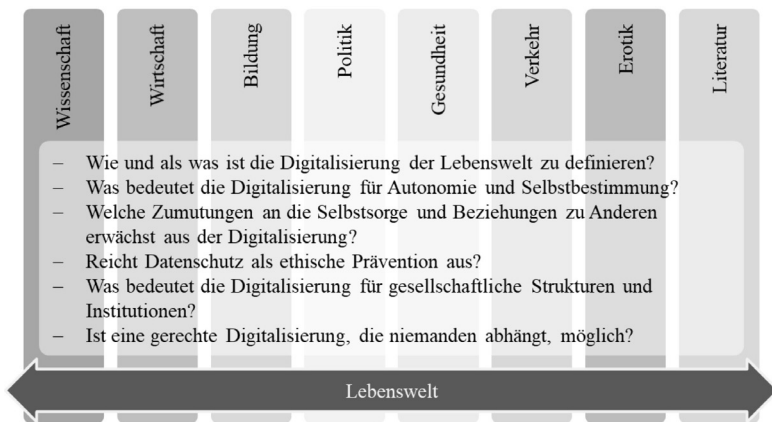 Wissenschaft
Wirtschaft
Bildung
Politik
Gesundheit
Verkehr
Erotik
Literatur
– Wie und als was ist die Digitalisierung der Lebenswelt zu definieren?
– Was bedeutet die Digitalisierung für Autonomie und Selbstbestimmung?
– Welche Zumutungen an die Selbstsorge und Beziehungen zu Anderen
erwächst aus der Digitalisierung?
– Reicht Datenschutz als ethische Prävention aus?
– Was bedeutet die Digitalisierung für gesellschaftliche Strukturen und
Institutionen?
– Ist eine gerechte Digitalisierung, die niemanden abhängt, möglich?
Lebenswelt